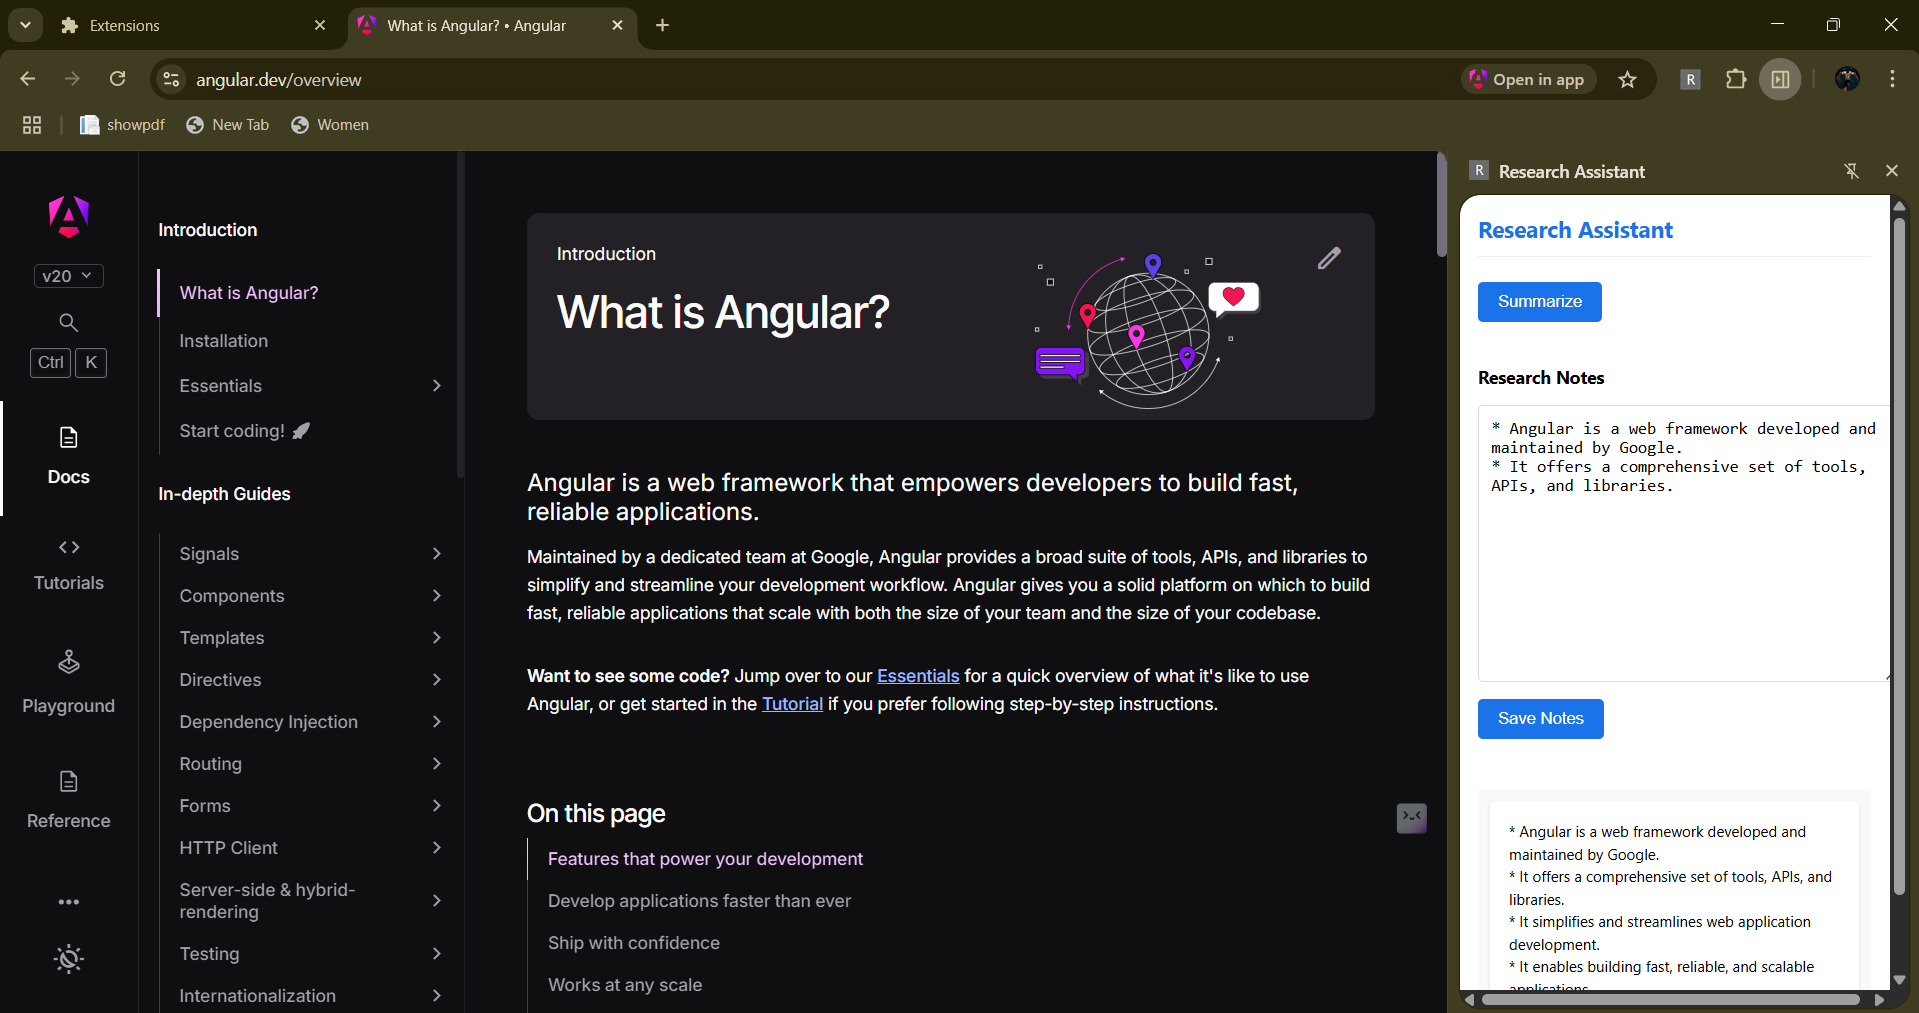 Extensions
What is Angular? • Angular
angular.dev/overview
Open in app
R
showpdf
New Tab
Women
v20
Ctrl K
Docs
Tutorials
Playground
Reference
Introduction
What is Angular?
Installation
Essentials
Start coding!
In-depth Guides
Signals
Components
Templates
Directives
Dependency Injection
Routing
Forms
HTTP Client
Server-side & hybrid-
rendering
Testing
Internationalization
Introduction
What is Angular?
Angular is a web framework that empowers developers to build fast,
reliable applications.
Maintained by a dedicated team at Google, Angular provides a broad suite of tools, APIs, and libraries to
simplify and streamline your development workflow. Angular gives you a solid platform on which to build
fast, reliable applications that scale with both the size of your team and the size of your codebase.
Want to see some code? Jump over to our Essentials for a quick overview of what it's like to use
Angular, or get started in the Tutorial if you prefer following step-by-step instructions.
On this page
Features that power your development
Develop applications faster than ever
Ship with confidence
Works at any scale
R Research Assistant
Research Assistant
Summarize
Research Notes
* Angular is a web framework developed and
maintained by Google.
* It offers a comprehensive set of tools,
APIs, and libraries.
Save Notes
* Angular is a web framework developed and
maintained by Google.
* It offers a comprehensive set of tools, APIs, and
libraries.
* It simplifies and streamlines web application
development.
* It enables building fast, reliable, and scalable
applications